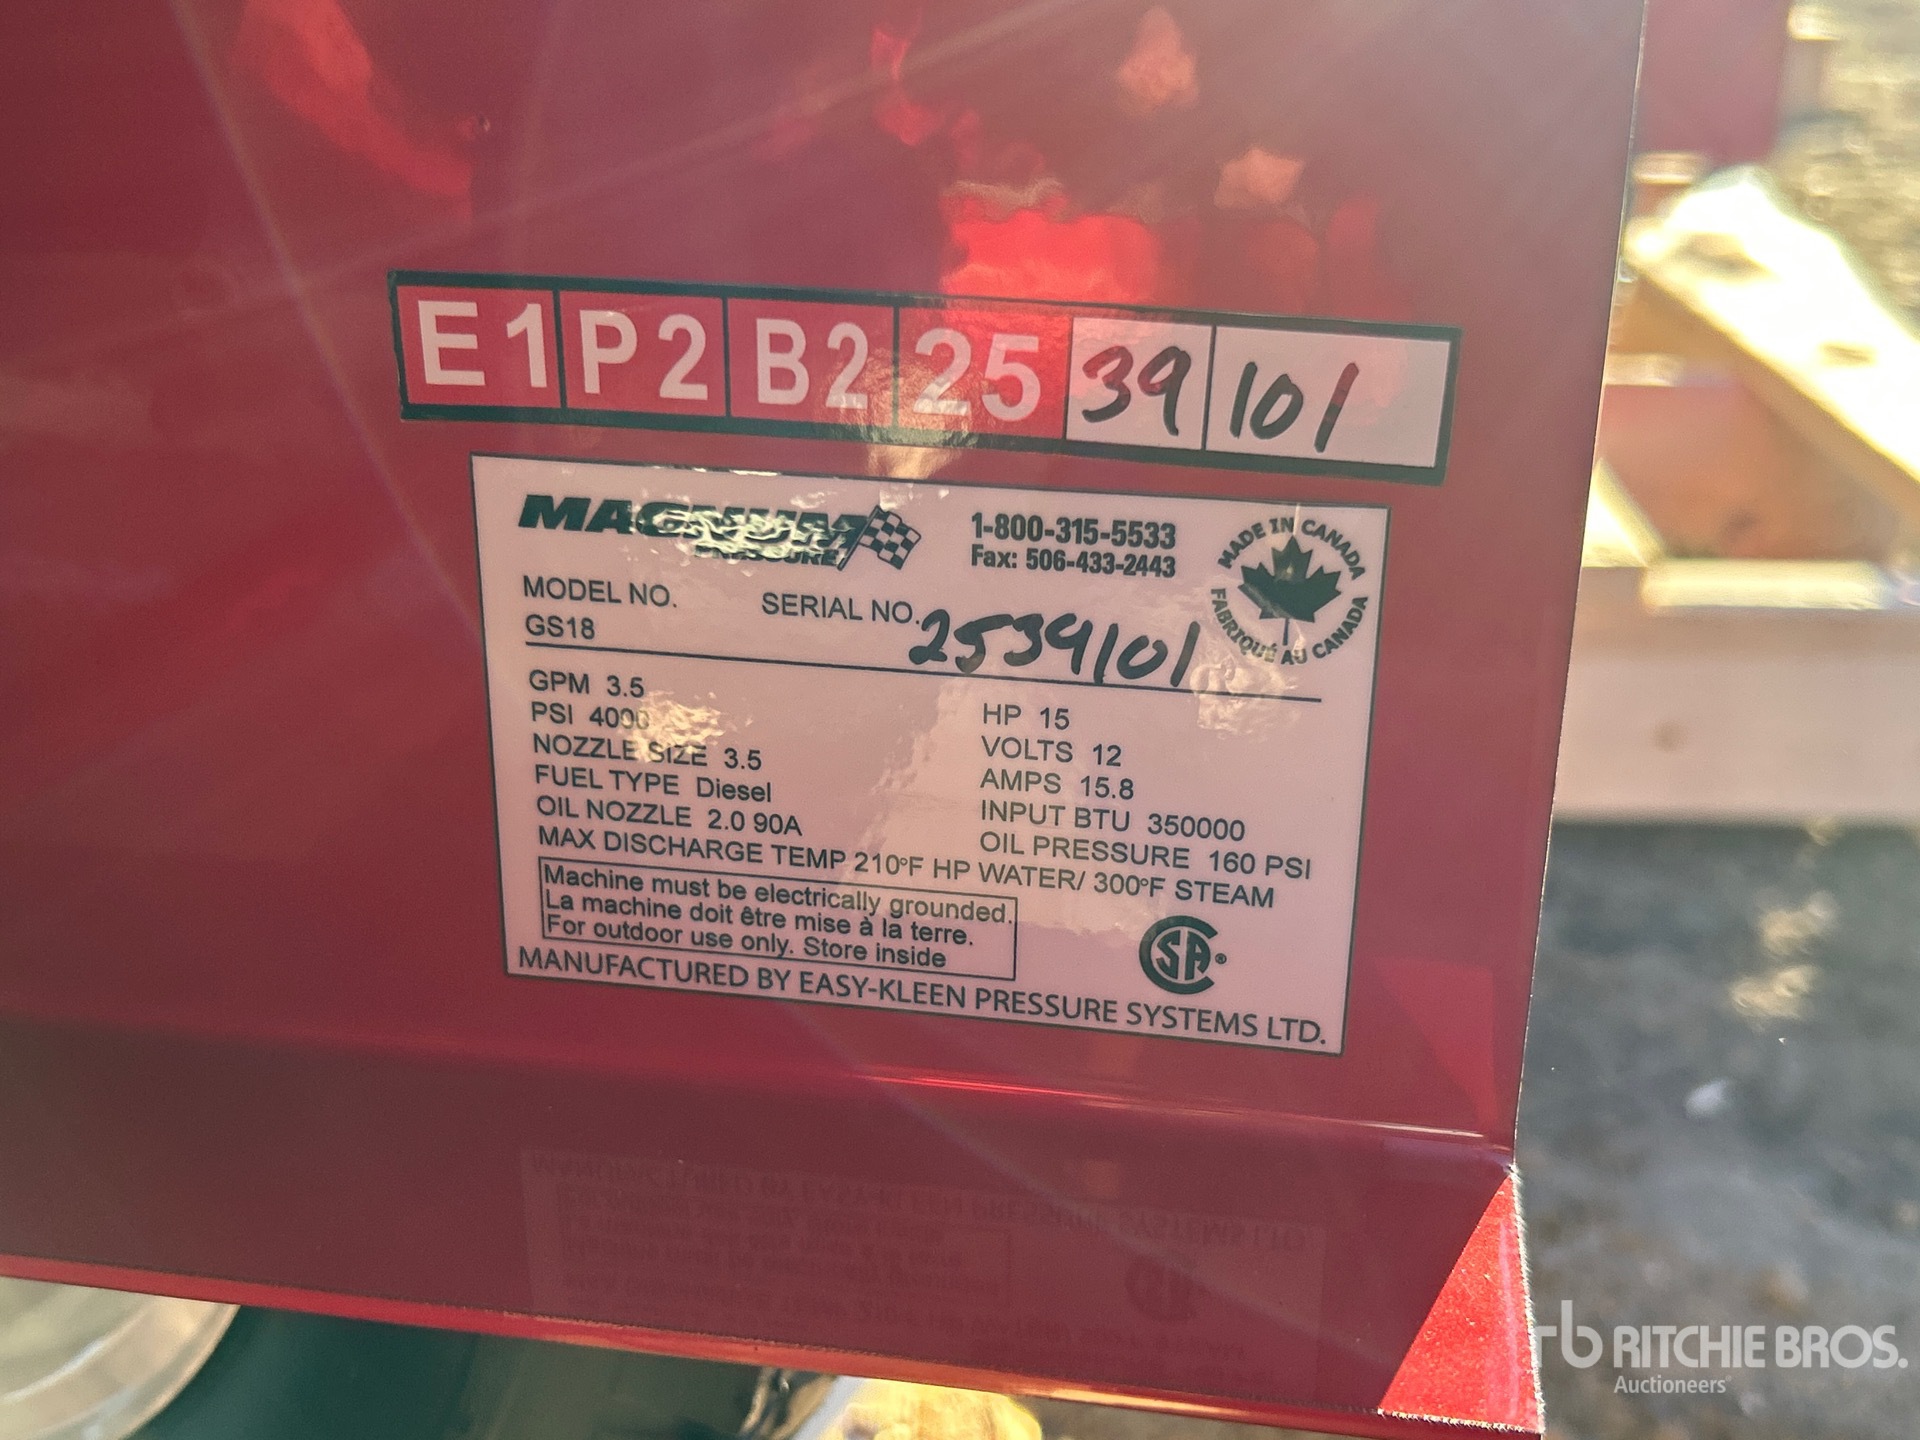 E1 P2 B2 25 39 101
MAGNUM
PRESSURE
1-800-315-5533
Fax: 506-433-2443
MADE IN CANADA
FABRIQUÉ AU CANADA
MODEL NO.
GS18
SERIAL NO. 2539101
GPM 3.5
PSI 4000
NOZZLE SIZE 3.5
FUEL TYPE Diesel
OIL NOZZLE 2.0 90A
HP 15
VOLTS 12
AMPS 15.8
INPUT BTU 350000
OIL PRESSURE 160 PSI
MAX DISCHARGE TEMP 210°F HP WATER/ 300°F STEAM
Machine must be electrically grounded.
La machine doit être mise à la terre.
For outdoor use only. Store inside
CSA®
MANUFACTURED BY EASY-KLEEN PRESSURE SYSTEMS LTD.
rb RITCHIE BROS.
Auctioneers